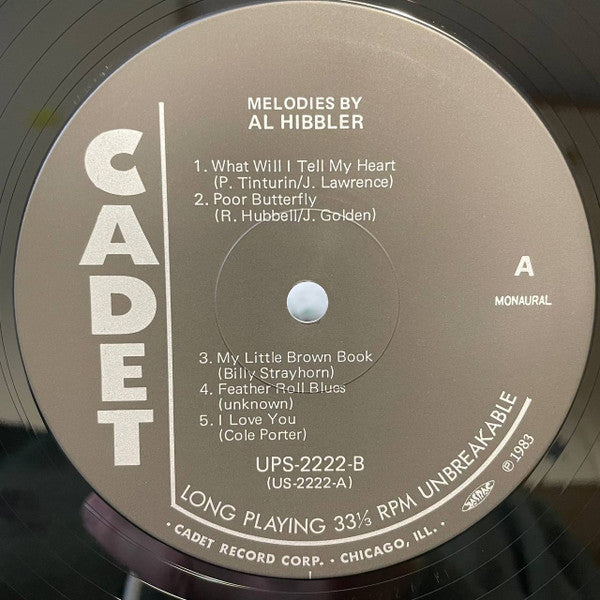 CADET
MELODIES BY
AL HIBBLER
1. What Will I Tell My Heart
(P. Tinturin/J. Lawrence)
2. Poor Butterfly
(R. Hubbell/J. Golden)
A
MONAURAL
3. My Little Brown Book
(Billy Strayhorn)
4. Feather Roll Blues
(unknown)
5. I Love You
(Cole Porter)
UPS-2222-B
(US-2222-A)
LONG PLAYING 33⅓ RPM UNBREAKABLE
℗ 1983
JASRAC
· CADET RECORD CORP. · CHICAGO, ILL. ·